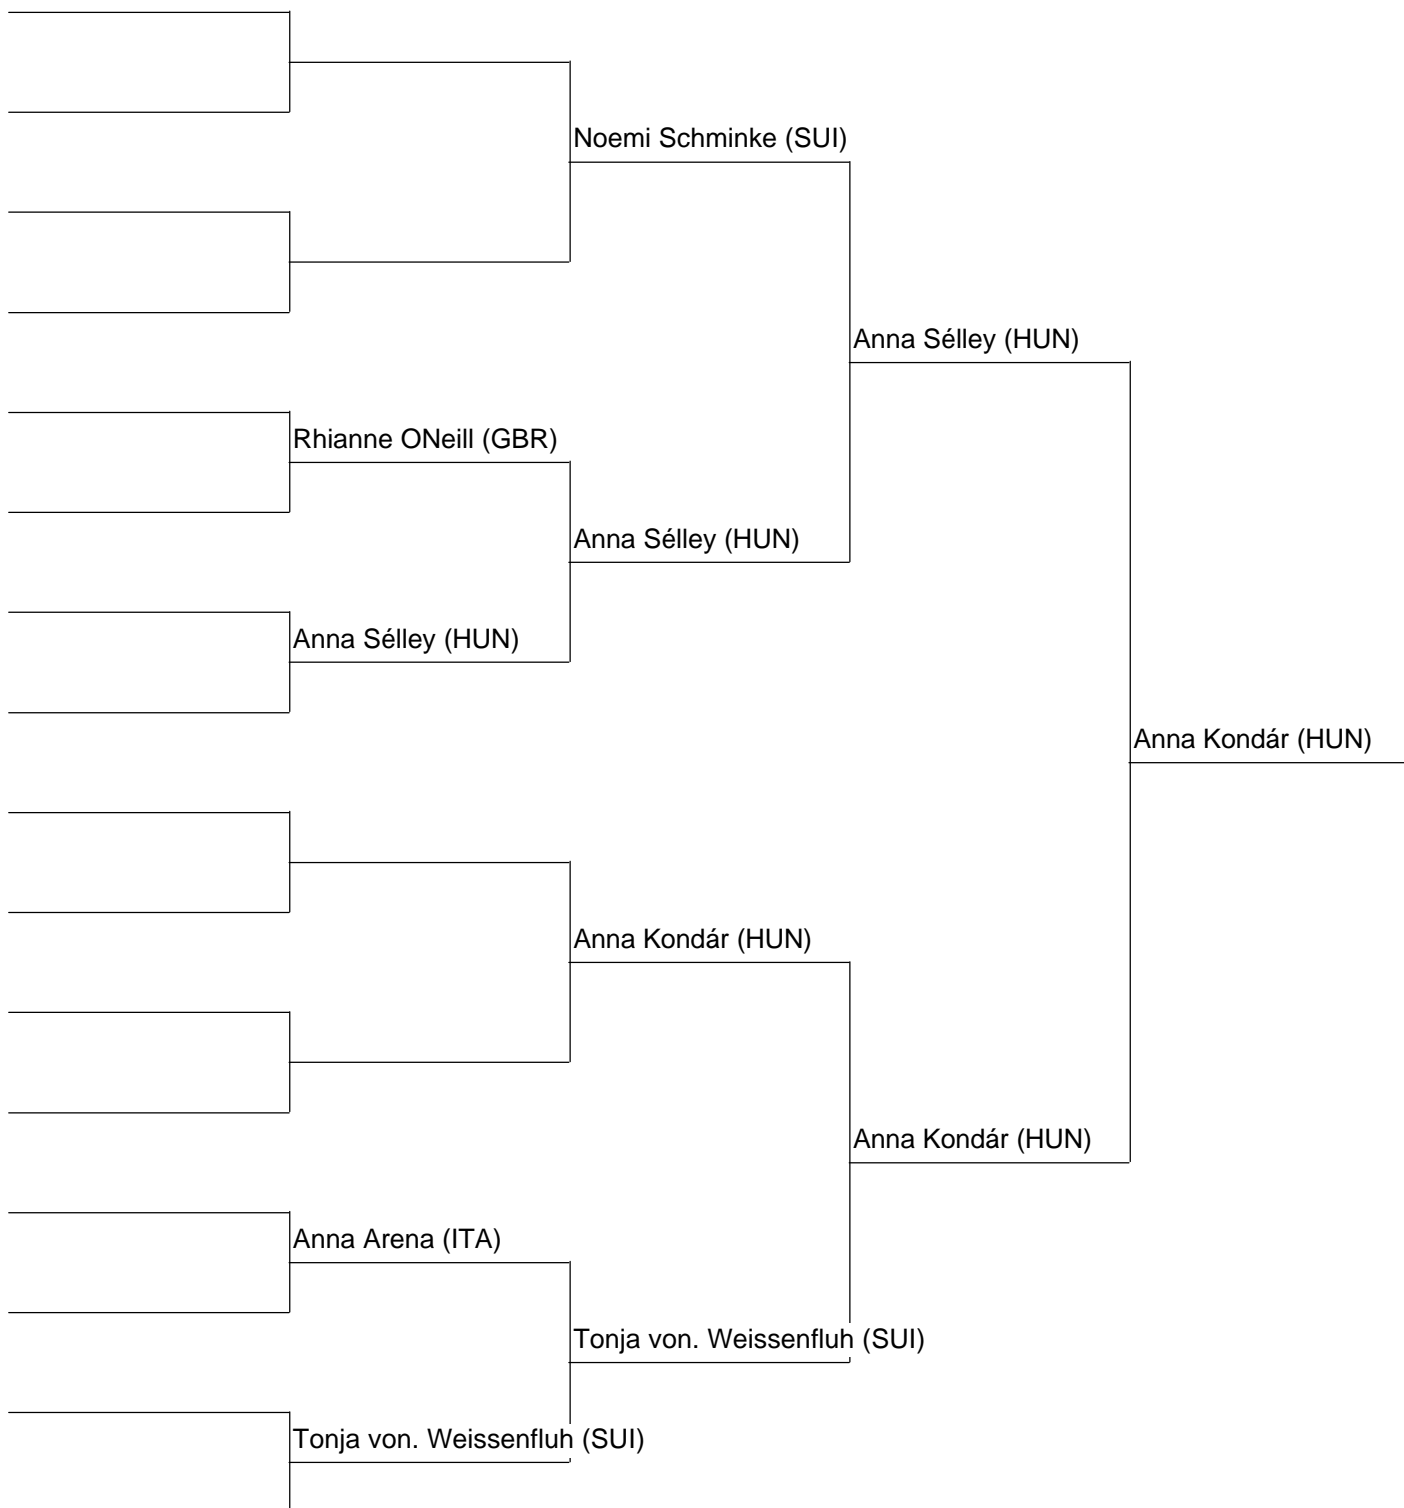 Noemi Schminke (SUI)
Anna Sélley (HUN)
Rhianne ONeill (GBR)
Anna Sélley (HUN)
Anna Sélley (HUN)
Anna Kondár (HUN)
Anna Kondár (HUN)
Anna Kondár (HUN)
Anna Arena (ITA)
Tonja von. Weissenfluh (SUI)
Tonja von. Weissenfluh (SUI)